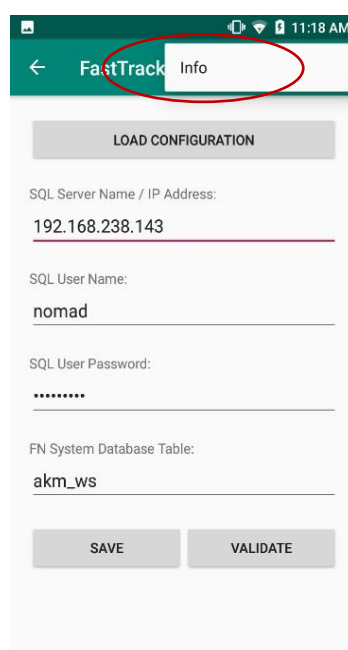 11:18 AM
FastTrack
Info
LOAD CONFIGURATION
SQL Server Name / IP Address:
192.168.238.143
SQL User Name:
nomad
SQL User Password:
•••••••••
FN System Database Table:
akm_ws
SAVE VALIDATE